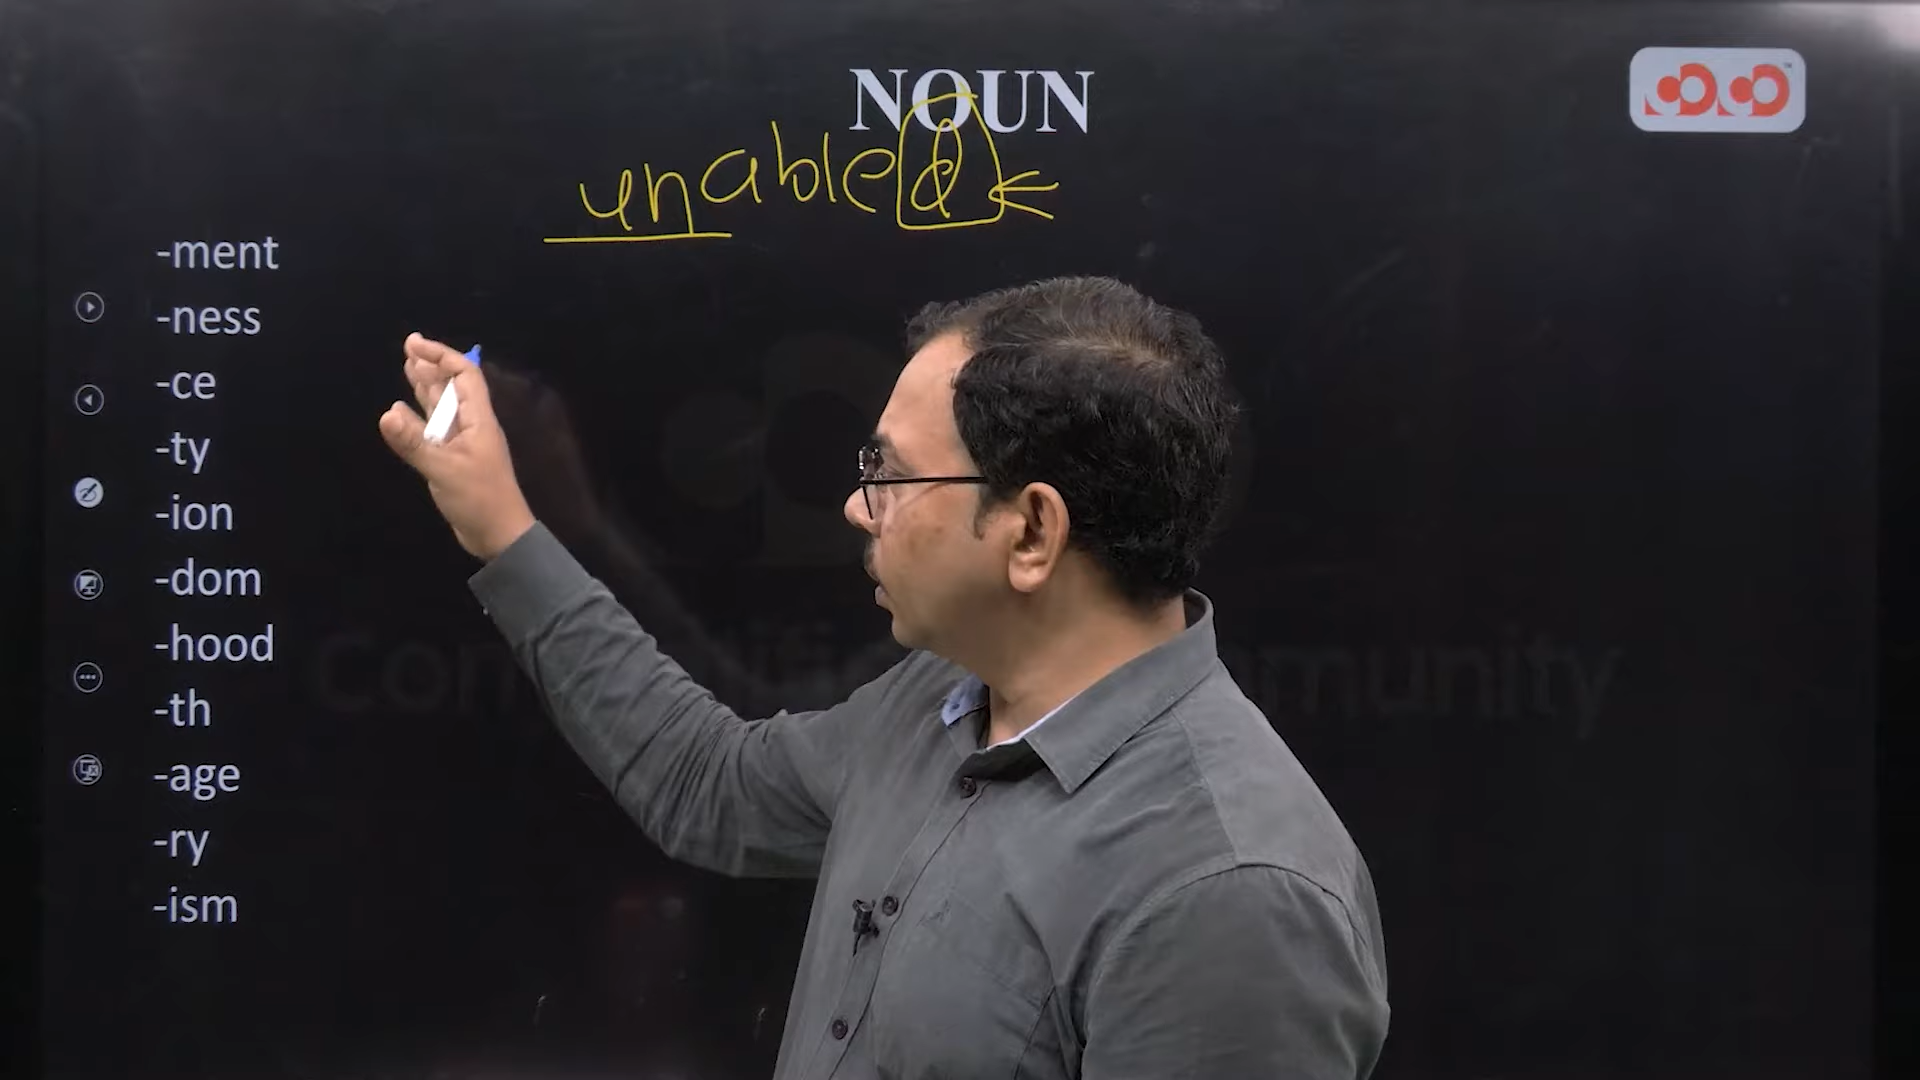 NOUN
unabled
-ment
-ness
-ce
-ty
-ion
-dom
-hood
-th
-age
-ry
-ism